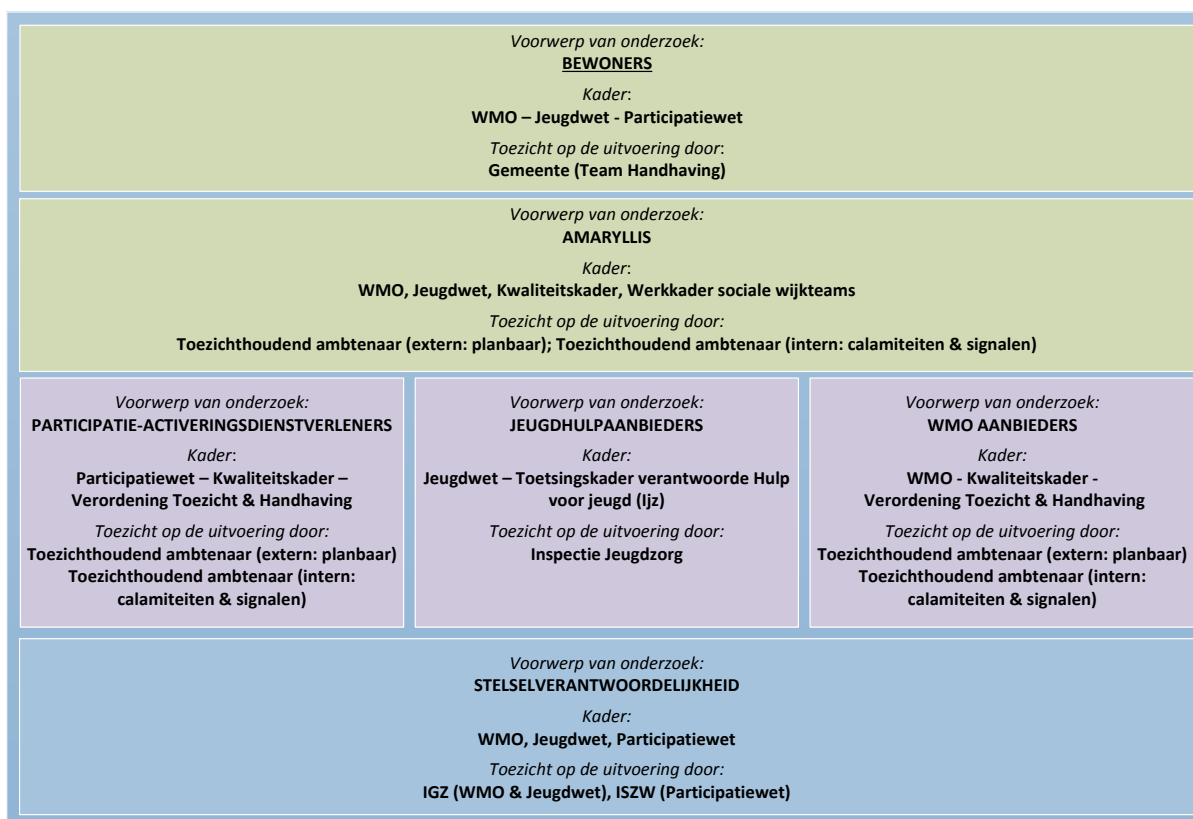 Voorwerp van onderzoek:
BEWONERS
Kader:
WMO – Jeugdwet - Participatiewet
Toezicht op de uitvoering door:
Gemeente (Team Handhaving)
Voorwerp van onderzoek:
AMARYLLIS
Kader:
WMO, Jeugdwet, Kwaliteitskader, Werkkader sociale wijkteams
Toezicht op de uitvoering door:
Toezichthoudend ambtenaar (extern: planbaar); Toezichthoudend ambtenaar (intern: calamiteiten & signalen)
Voorwerp van onderzoek:
PARTICIPATIE-ACTIVERINGSDIENSTVERLENERS
Kader:
Participatiewet – Kwaliteitskader –
Verordening Toezicht & Handhaving
Toezicht op de uitvoering door:
Toezichthoudend ambtenaar (extern: planbaar)
Toezichthoudend ambtenaar (intern:
calamiteiten & signalen)
Voorwerp van onderzoek:
JEUGDHULPAANBIEDERS
Kader:
Jeugdwet – Toetsingskader verantwoorde Hulp
voor jeugd (Ijz)
Toezicht op de uitvoering door:
Inspectie Jeugdzorg
Voorwerp van onderzoek:
WMO AANBIEDERS
Kader:
WMO - Kwaliteitskader -
Verordening Toezicht & Handhaving
Toezicht op de uitvoering door:
Toezichthoudend ambtenaar (extern: planbaar)
Toezichthoudend ambtenaar (intern:
calamiteiten & signalen)
Voorwerp van onderzoek:
STELSELVERANTWOORDELIJKHEID
Kader:
WMO, Jeugdwet, Participatiewet
Toezicht op de uitvoering door:
IGZ (WMO & Jeugdwet), ISZW (Participatiewet)